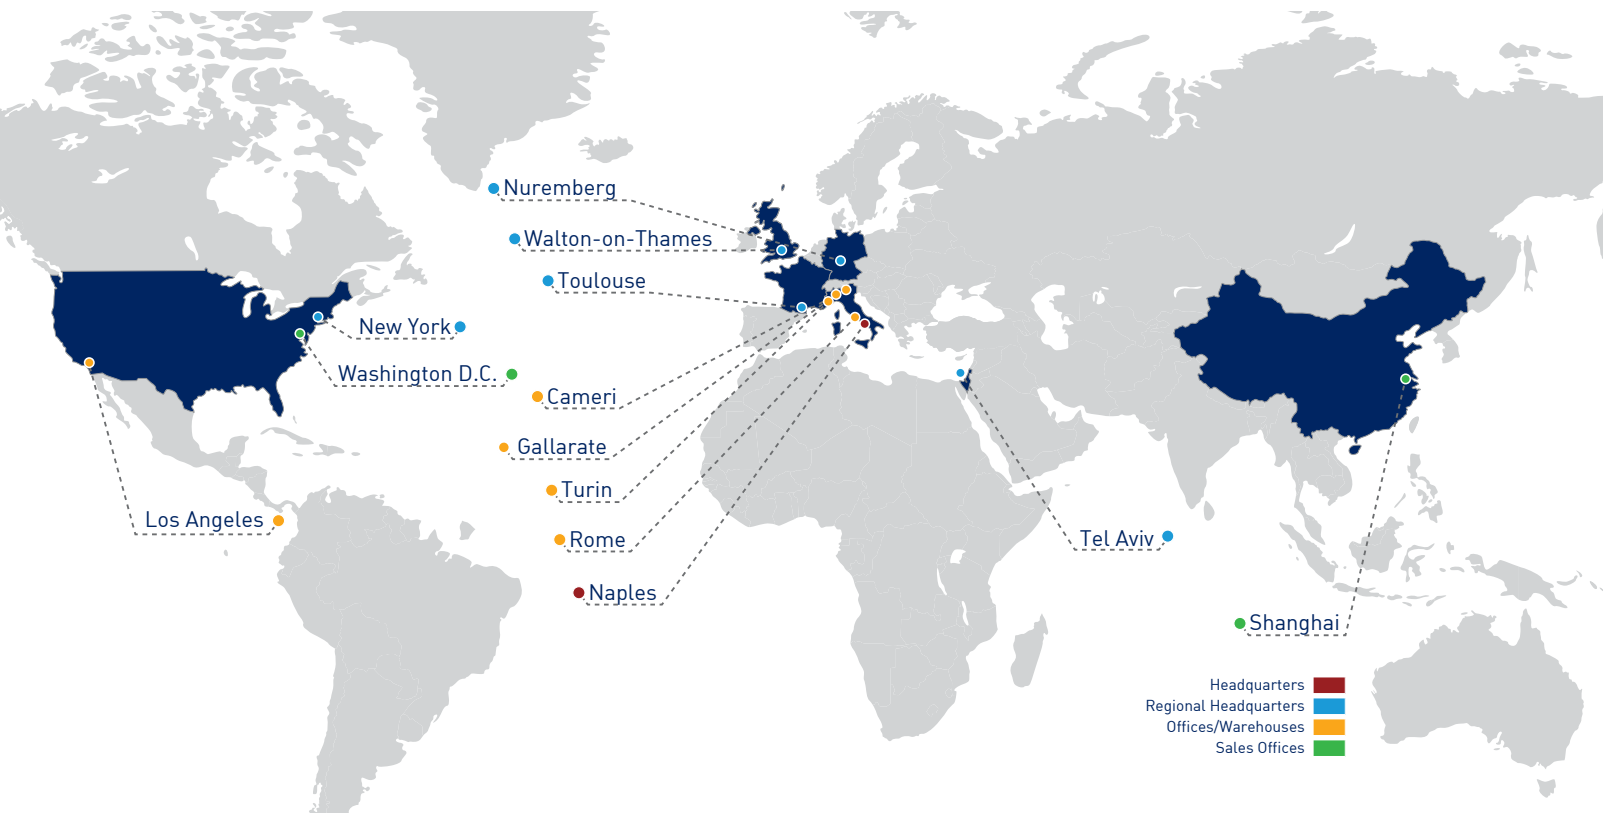 Nuremberg
Walton-on-Thames
Toulouse
New York
Washington D.C.
Cameri
Gallarate
Turin
Los Angeles
Rome
Tel Aviv
Naples
Shanghai
Headquarters
Regional Headquarters
Offices/Warehouses
Sales Offices